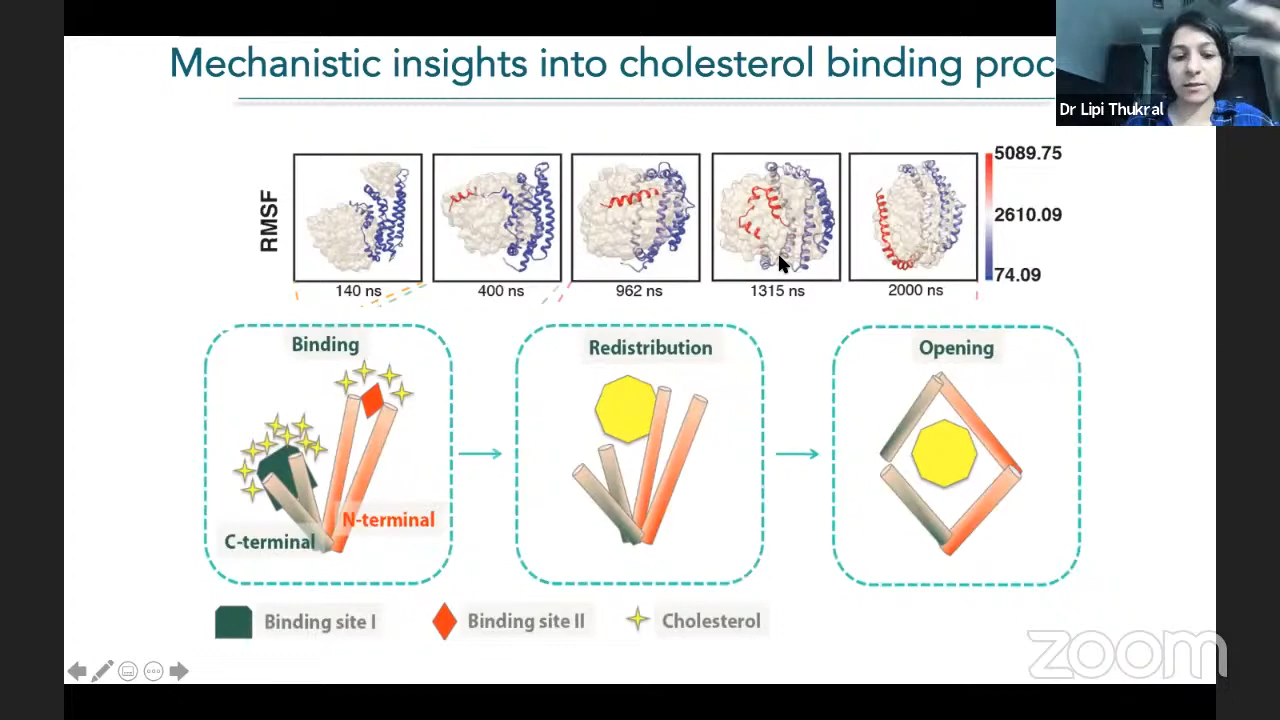 Mechanistic insights into cholesterol binding proc
Dr Lipi Thukral
RMSF
5089.75
2610.09
74.09
140 ns
400 ns
962 ns
1315 ns
2000 ns
Binding
Redistribution
Opening
N-terminal
C-terminal
Binding site I
Binding site II
Cholesterol
zoom